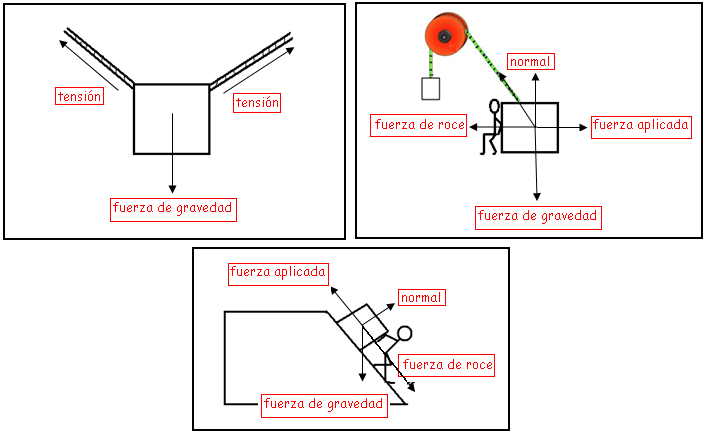 tensión
tensión
fuerza de gravedad
normal
fuerza de roce
fuerza aplicada
fuerza de gravedad
fuerza aplicada
normal
fuerza de roce
fuerza de gravedad